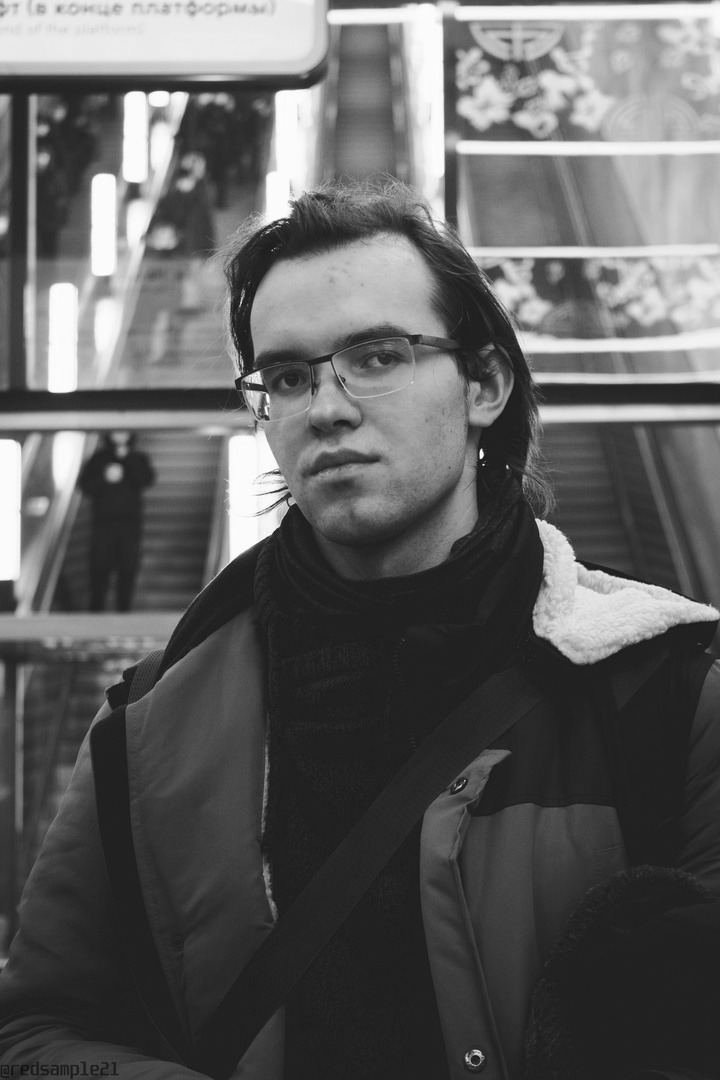 фт (в конце платформы)
end of the platform)
@redsample21